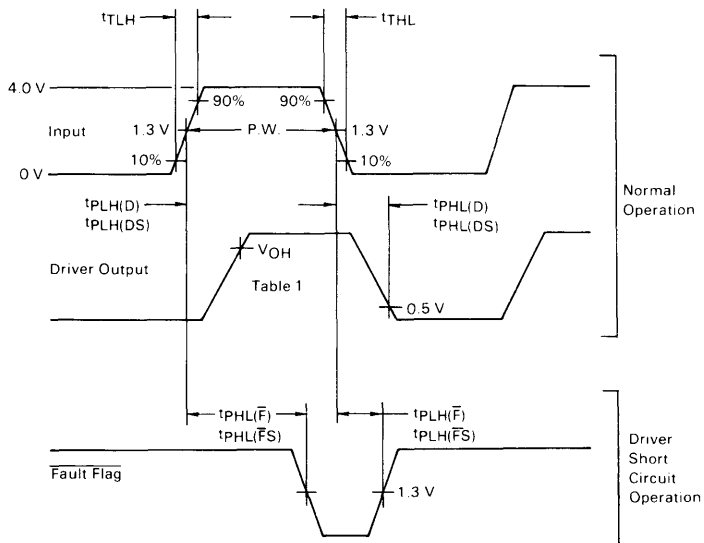 tTLH
tTHL
4.0 V
90%
90%
Input
1.3 V
P.W.
1.3 V
10%
10%
0 V
tPLH(D)
tPLH(DS)
tPHL(D)
tPHL(DS)
Normal
Operation
VOH
Driver Output
Table 1
0.5 V
tPHL(F̅)
tPHL(F̅S)
tPLH(F̅)
tPLH(F̅S)
Fault Flag
1.3 V
Driver
Short
Circuit
Operation